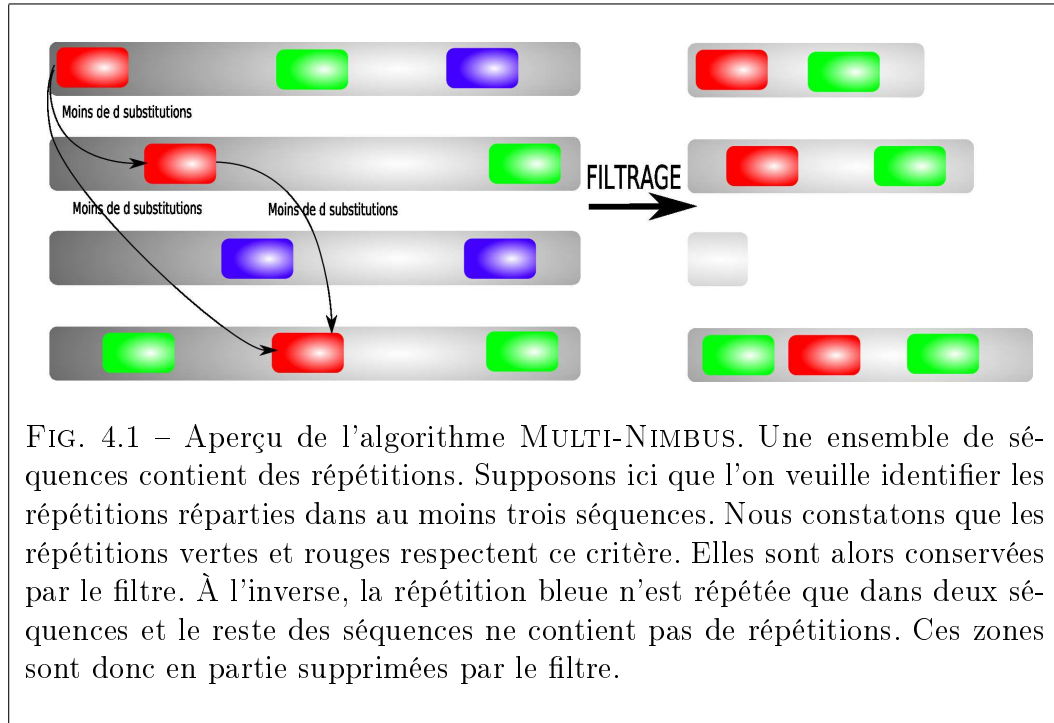 Moins de d substitutions
FILTRAGE
Moins de d substitutions
Moins de d substitutions
FIG. 4.1 – Aperçu de l'algorithme MULTI-NIMBUS. Une ensemble de sé-
quences contient des répétitions. Supposons ici que l'on veuille identifier les
répétitions réparties dans au moins trois séquences. Nous constatons que les
répétitions vertes et rouges respectent ce critère. Elles sont alors conservées
par le filtre. À l'inverse, la répétition bleue n'est répétée que dans deux sé-
quences et le reste des séquences ne contient pas de répétitions. Ces zones
sont donc en partie supprimées par le filtre.